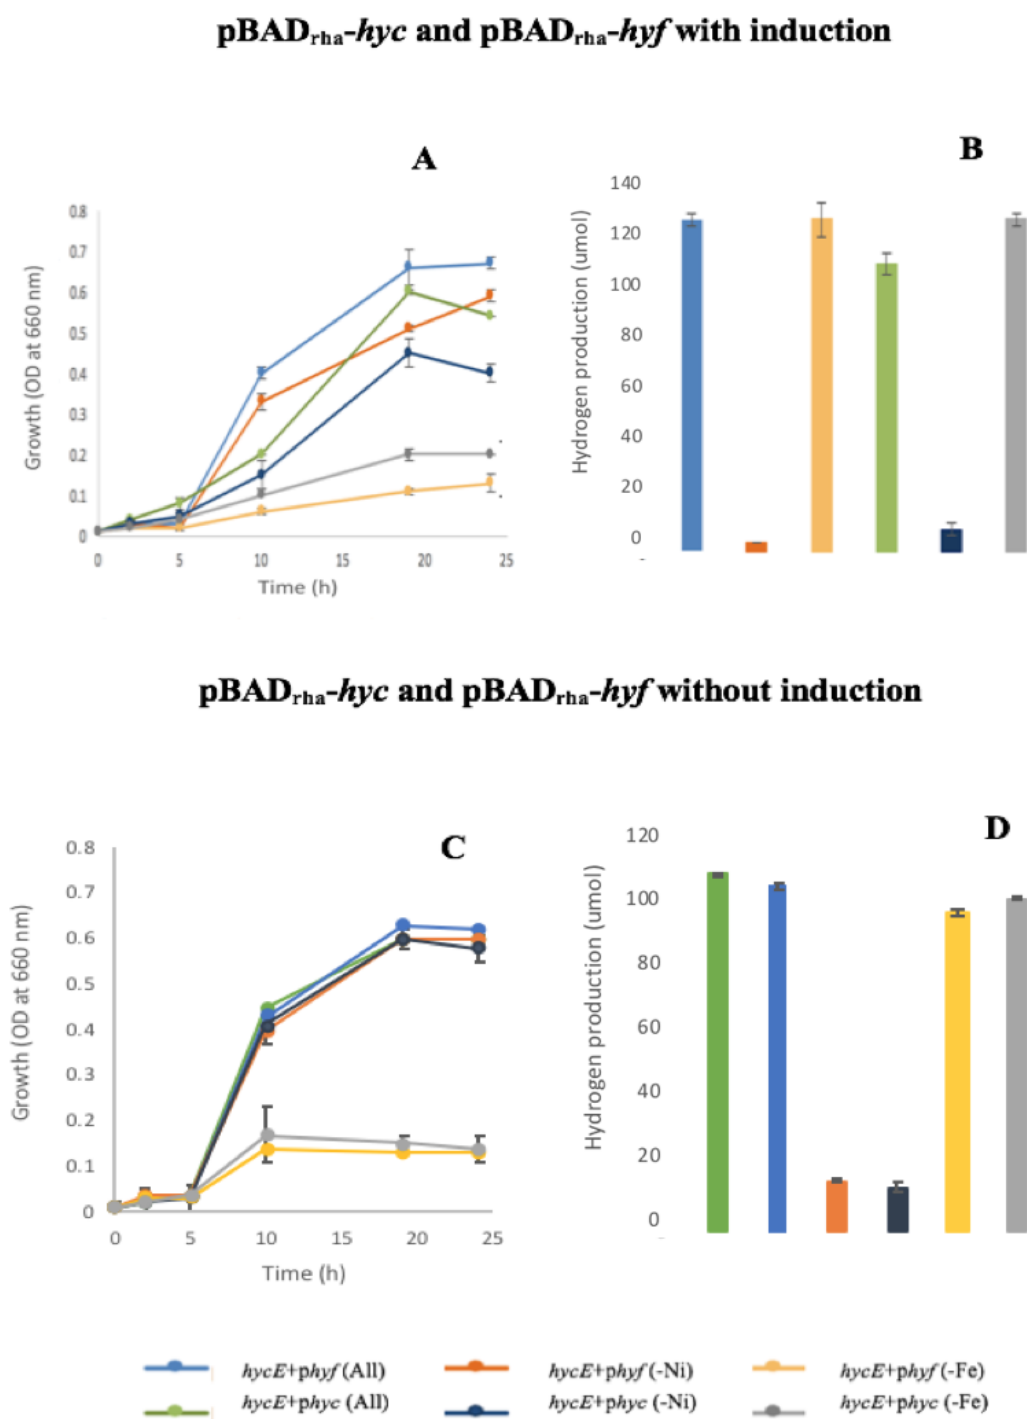 pBADrha-hyc and pBADrha-hyf with induction
A
B
0.8
0.7
0.6
0.5
0.4
0.3
0.2
0.1
0
Growth (OD at 660 nm)
0 5 10 15 20 25
Time (h)
140
120
100
80
60
40
20
0
-
Hydrogen production (umol)
pBADrha-hyc and pBADrha-hyf without induction
C
D
0.8
0.7
0.6
0.5
0.4
0.3
0.2
0.1
0
Growth (OD at 660 nm)
0 5 10 15 20 25
Time (h)
120
100
80
60
40
20
0
-
Hydrogen production (umol)
hycE+phyf (All) hycE+phyf (-Ni) hycE+phyf (-Fe)
hycE+phyc (All) hycE+phyc (-Ni) hycE+phyc (-Fe)